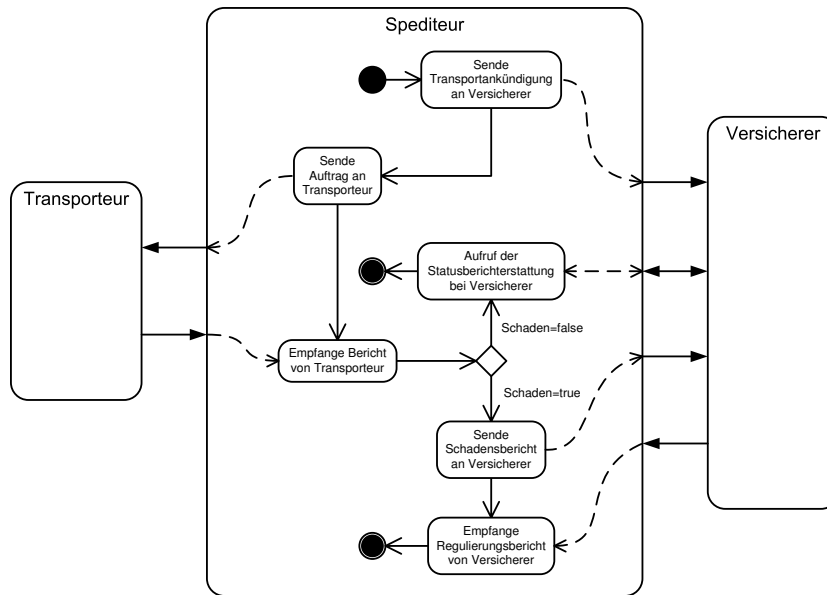 Spediteur
Sende
Transportankündigung
an Versicherer
Versicherer
Sende
Auftrag an
Transporteur
Transporteur
Aufruf der
Statusberichterstattung
bei Versicherer
Schaden=false
Empfange Bericht
von Transporteur
Schaden=true
Sende
Schadensbericht
an Versicherer
Empfange
Regulierungsbericht
von Versicherer